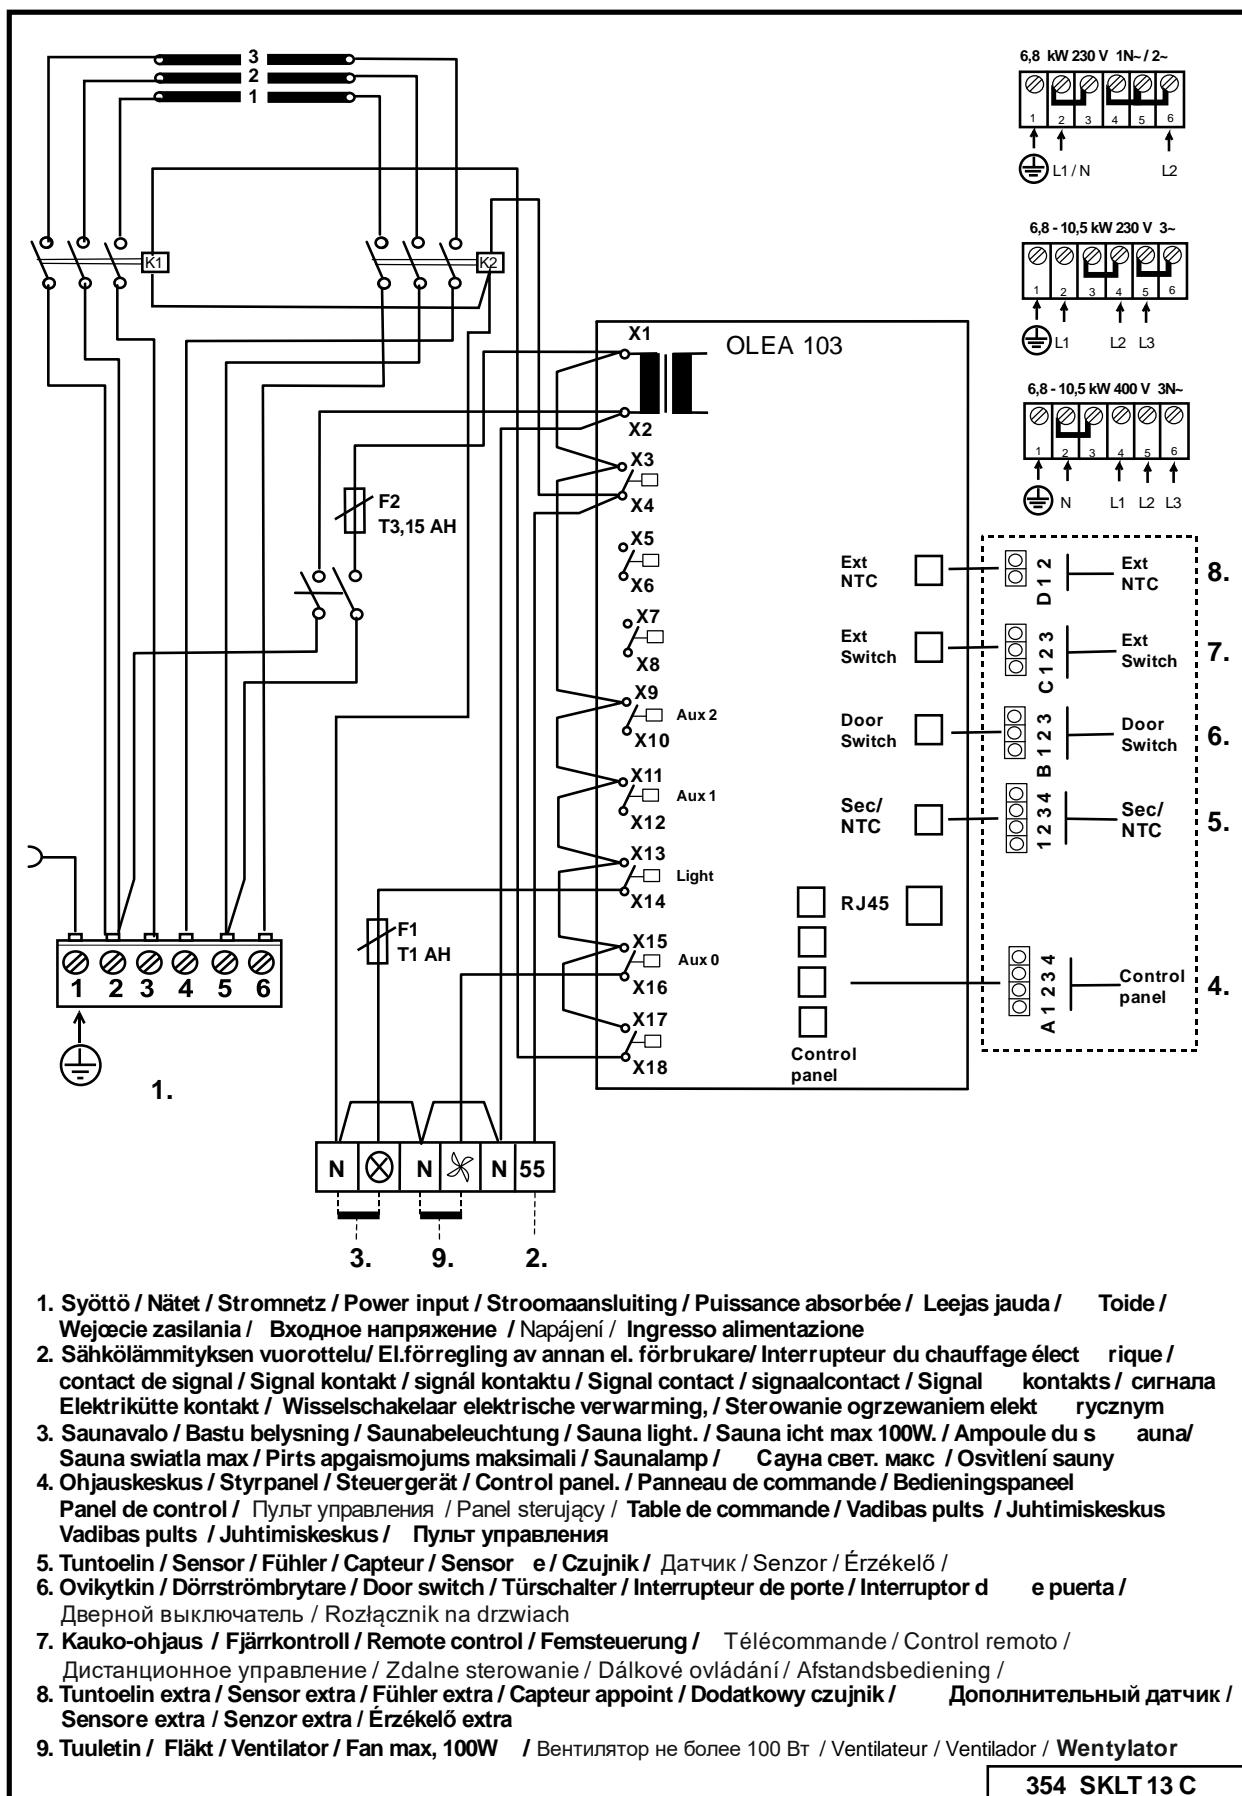 3
2
1
K1
K2
6,8 kW 230 V 1N~ / 2~
1 2 3 4 5 6
L1 / N L2
6,8 - 10,5 kW 230 V 3~
1 2 3 4 5 6
L1 L2 L3
6,8 - 10,5 kW 400 V 3N~
1 2 3 4 5 6
N L1 L2 L3
OLEA 103
X1
X2
X3
X4
X5
X6
X7
X8
X9
Aux 2
X10
X11
Aux 1
X12
X13
Light
X14
X15
Aux 0
X16
X17
X18
F2
T3,15 AH
F1
T1 AH
Ext
NTC
D 1 2
Ext
NTC
8.
Ext
Switch
C 1 2 3
Ext
Switch
7.
Door
Switch
B 1 2 3
Door
Switch
6.
Sec/
NTC
1 2 3 4
Sec/
NTC
5.
RJ45
A 1 2 3 4
Control
panel
4.
Control
panel
1 2 3 4 5 6
1.
N N N 55
3. 9. 2.
1. Syöttö / Nätet / Stromnetz / Power input / Stroomaansluiting / Puissance absorbée / Leejas jauda / Toide /
Wejœcie zasilania / Входное напряжение / Napájení / Ingresso alimentazione
2. Sähkölämmityksen vuorottelu/ El.förregling av annan el. förbrukare/ Interrupteur du chauffage élect rique /
contact de signal / Signal kontakt / signál kontaktu / Signal contact / signaalcontact / Signal kontakts / сигнала
Elektrikütte kontakt / Wisselschakelaar elektrische verwarming, / Sterowanie ogrzewaniem elekt rycznym
3. Saunavalo / Bastu belysning / Saunabeleuchtung / Sauna light. / Sauna icht max 100W. / Ampoule du s auna/
Sauna swiatla max / Pirts apgaismojums maksimali / Saunalamp / Сауна свет. макс / Osvìtlení sauny
4. Ohjauskeskus / Styrpanel / Steuergerät / Control panel. / Panneau de commande / Bedieningspaneel
Panel de control / Пульт управления / Panel sterujący / Table de commande / Vadibas pults / Juhtimiskeskus
Vadibas pults / Juhtimiskeskus / Пульт управления
5. Tuntoelin / Sensor / Fühler / Capteur / Sensor e / Czujnik / Датчик / Senzor / Érzékelő /
6. Ovikytkin / Dörrströmbrytare / Door switch / Türschalter / Interrupteur de porte / Interruptor d e puerta /
Дверной выключатель / Rozłącznik na drzwiach
7. Kauko-ohjaus / Fjärrkontroll / Remote control / Femsteuerung / Télécommande / Control remoto /
Дистанционное управление / Zdalne sterowanie / Dálkové ovládání / Afstandsbediening /
8. Tuntoelin extra / Sensor extra / Fühler extra / Capteur appoint / Dodatkowy czujnik / Дополнительный датчик /
Sensore extra / Senzor extra / Érzékelő extra
9. Tuuletin / Fläkt / Ventilator / Fan max, 100W / Вентилятор не более 100 Вт / Ventilateur / Ventilador / Wentylator
354 SKLT 13 C